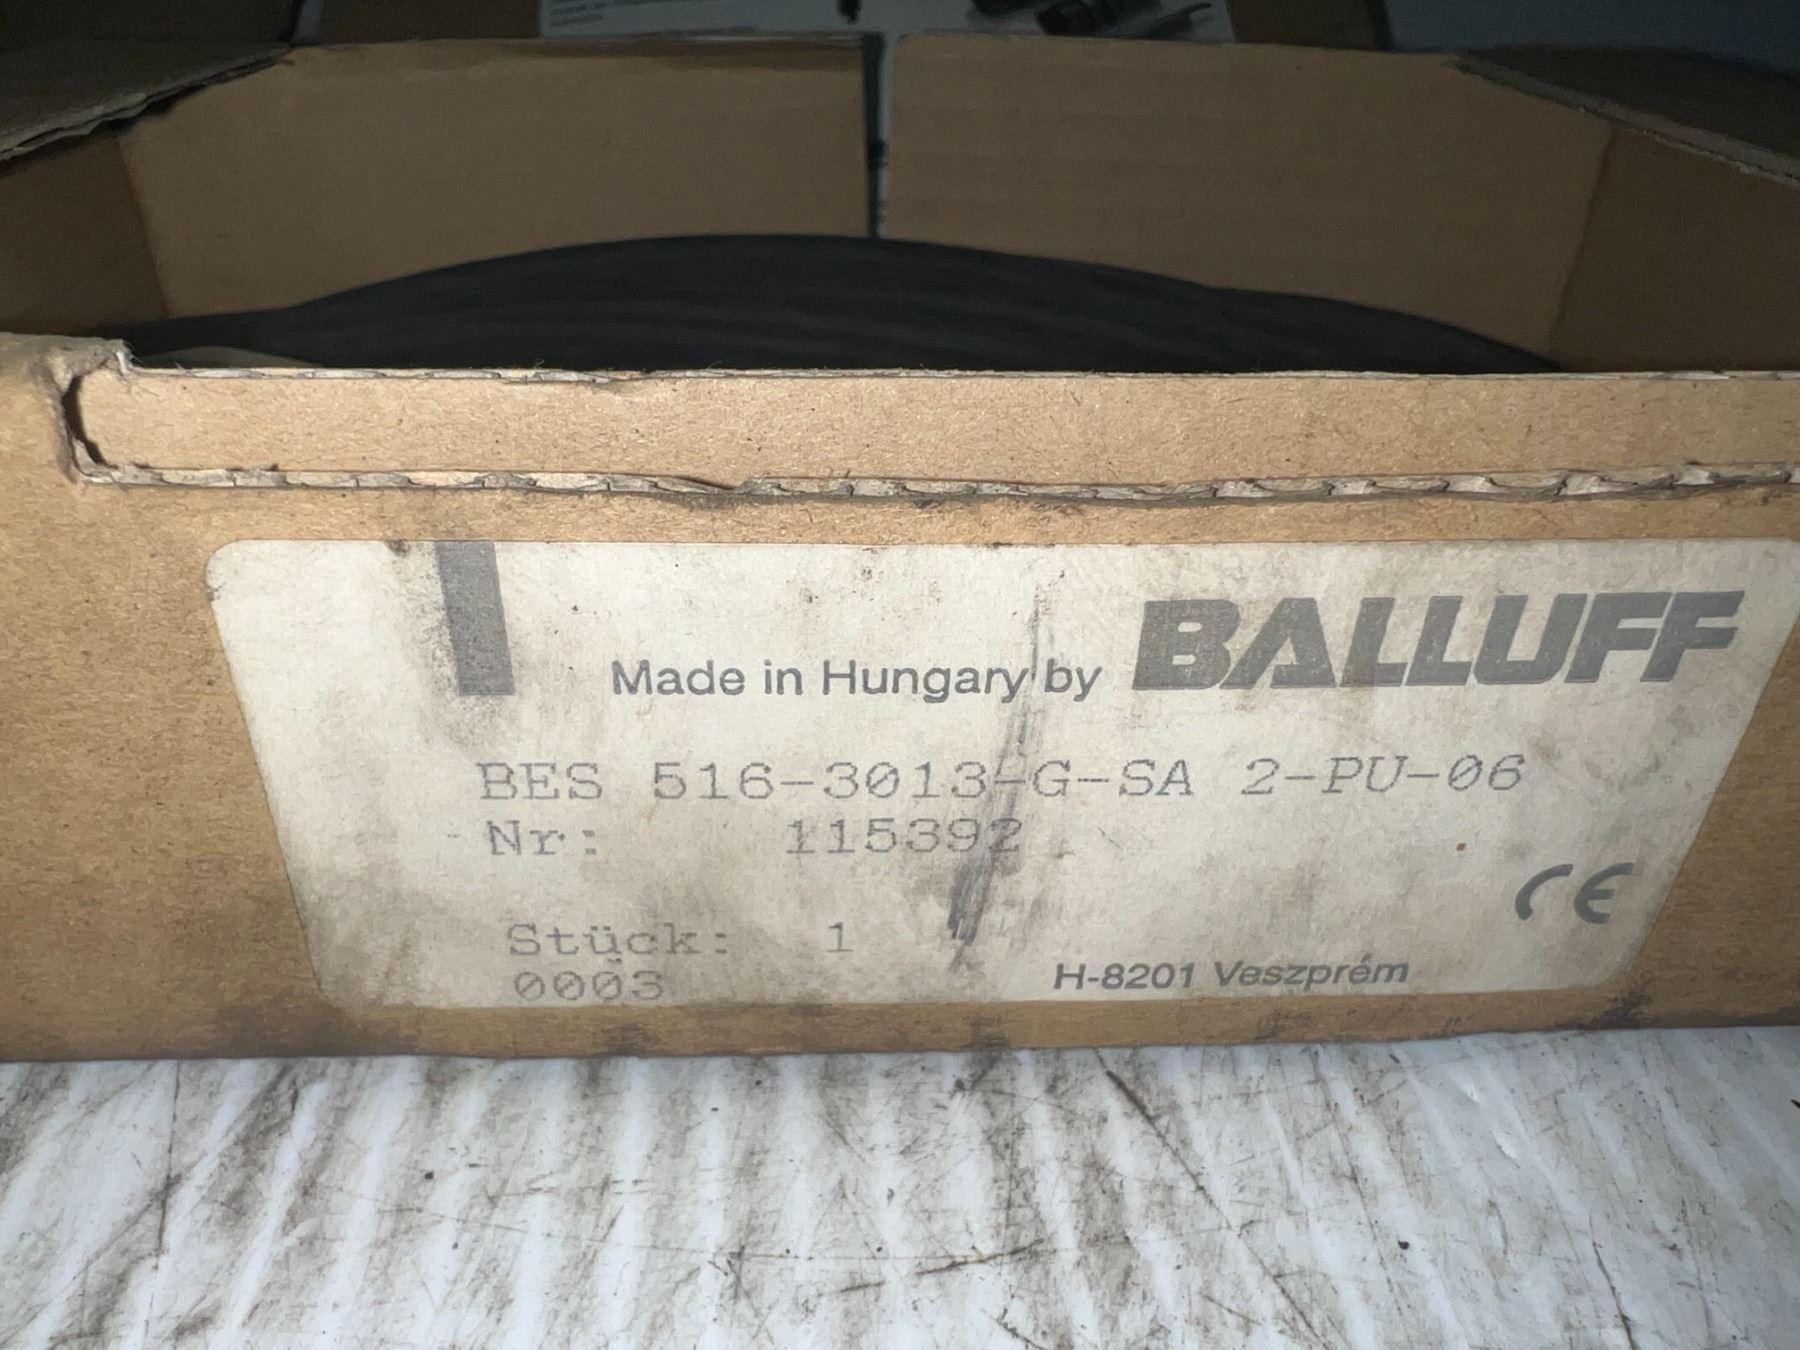 Made in Hungary by BALLUFF
BES 516-3013-G-SA 2-PU-06
Nr: 115392
Stück: 1
0003
CE
H-8201 Veszprém